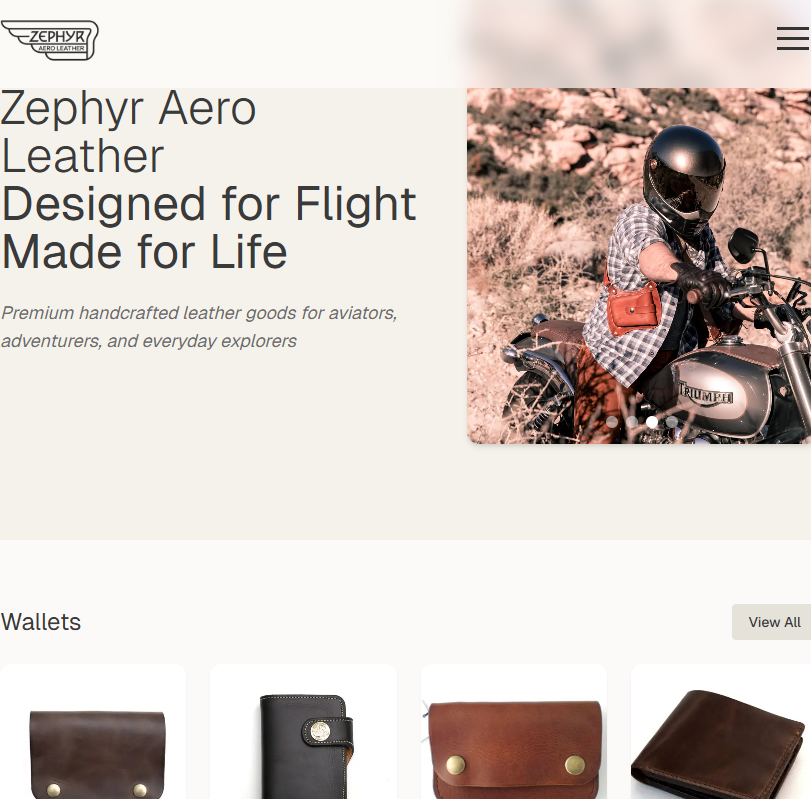 ZEPHYR
AERO LEATHER
Zephyr Aero
Leather
Designed for Flight
Made for Life
Premium handcrafted leather goods for aviators,
adventurers, and everyday explorers
TRIUMPH
Wallets
View All